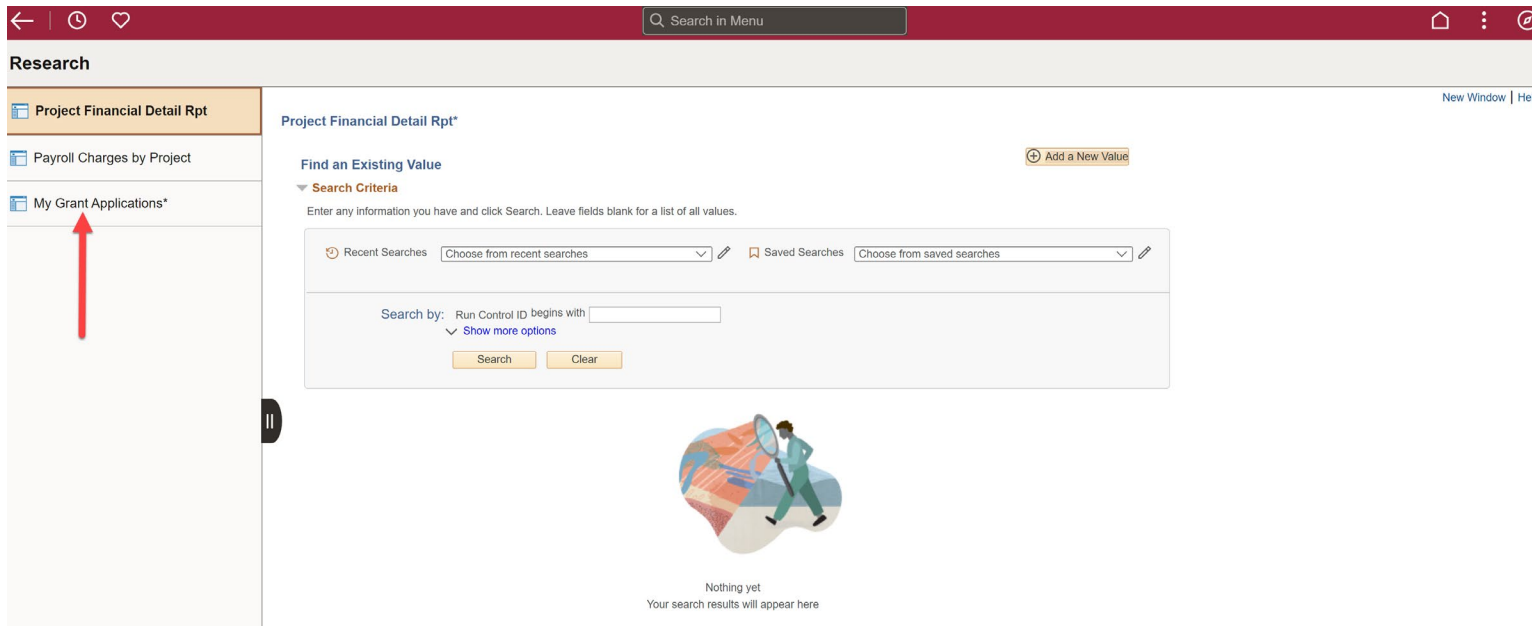 Search in Menu
Research
Project Financial Detail Rpt
Payroll Charges by Project
My Grant Applications*
New Window | He
Project Financial Detail Rpt*
Find an Existing Value
Add a New Value
Search Criteria
Enter any information you have and click Search. Leave fields blank for a list of all values.
Recent Searches Choose from recent searches Saved Searches Choose from saved searches
Search by: Run Control ID begins with
Show more options
Search Clear
Nothing yet
Your search results will appear here